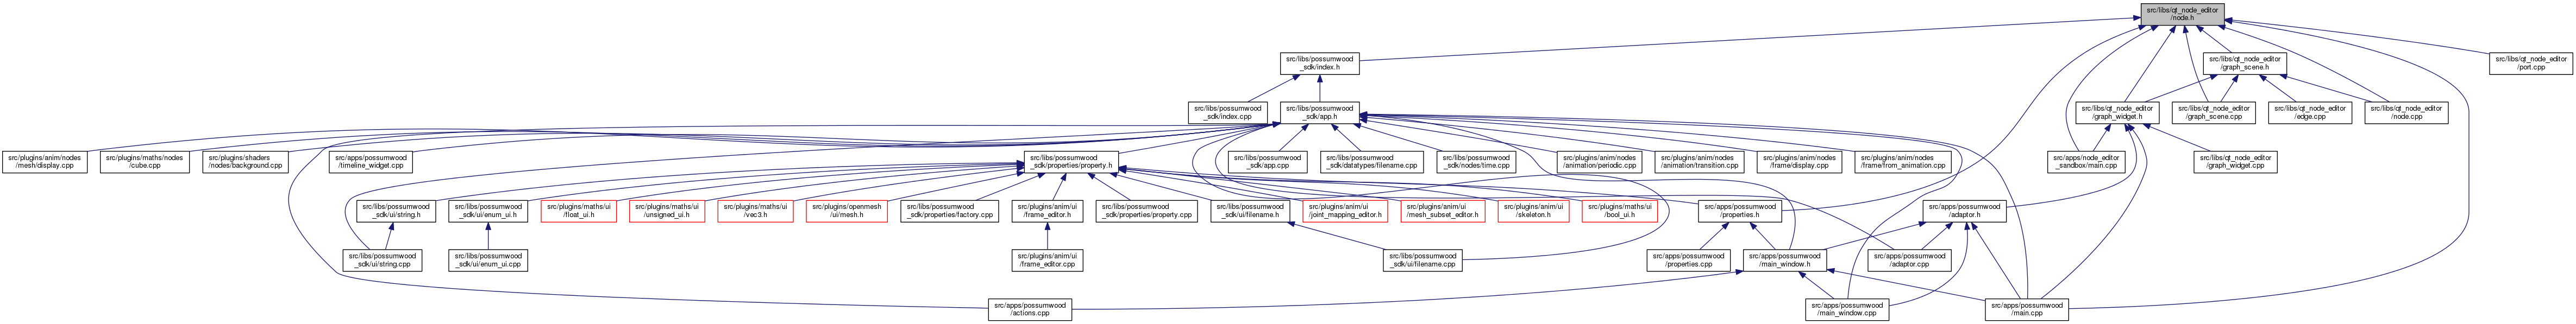 src/libs/qt_node_editor
/node.h
src/libs/possumwood
_sdk/index.h
src/libs/qt_node_editor
/graph_scene.h
src/libs/qt_node_editor
/port.cpp
src/libs/possumwood
_sdk/index.cpp
src/libs/possumwood
_sdk/app.h
src/libs/qt_node_editor
/graph_widget.h
src/libs/qt_node_editor
/graph_scene.cpp
src/libs/qt_node_editor
/edge.cpp
src/libs/qt_node_editor
/node.cpp
src/plugins/anim/nodes
/mesh/display.cpp
src/plugins/maths/nodes
/cube.cpp
src/plugins/shaders
/nodes/background.cpp
src/apps/possumwood
/timeline_widget.cpp
src/libs/possumwood
_sdk/properties/property.h
src/libs/possumwood
_sdk/app.cpp
src/libs/possumwood
_sdk/datatypes/filename.cpp
src/libs/possumwood
_sdk/nodes/time.cpp
src/plugins/anim/nodes
/animation/periodic.cpp
src/plugins/anim/nodes
/animation/transition.cpp
src/plugins/anim/nodes
/frame/display.cpp
src/plugins/anim/nodes
/frame/from_animation.cpp
src/apps/node_editor
_sandbox/main.cpp
src/libs/qt_node_editor
/graph_widget.cpp
src/libs/possumwood
_sdk/ui/string.h
src/libs/possumwood
_sdk/ui/enum_ui.h
src/plugins/maths/ui
/float_ui.h
src/plugins/maths/ui
/unsigned_ui.h
src/plugins/maths/ui
/vec3.h
src/plugins/openmesh
/ui/mesh.h
src/libs/possumwood
_sdk/properties/factory.cpp
src/plugins/anim/ui
/frame_editor.h
src/libs/possumwood
_sdk/properties/property.cpp
src/libs/possumwood
_sdk/ui/filename.h
src/plugins/anim/ui
/joint_mapping_editor.h
src/plugins/anim/ui
/mesh_subset_editor.h
src/plugins/anim/ui
/skeleton.h
src/plugins/maths/ui
/bool_ui.h
src/apps/possumwood
/properties.h
src/apps/possumwood
/adaptor.h
src/libs/possumwood
_sdk/ui/string.cpp
src/libs/possumwood
_sdk/ui/enum_ui.cpp
src/plugins/anim/ui
/frame_editor.cpp
src/libs/possumwood
_sdk/ui/filename.cpp
src/apps/possumwood
/properties.cpp
src/apps/possumwood
/main_window.h
src/apps/possumwood
/adaptor.cpp
src/apps/possumwood
/actions.cpp
src/apps/possumwood
/main_window.cpp
src/apps/possumwood
/main.cpp